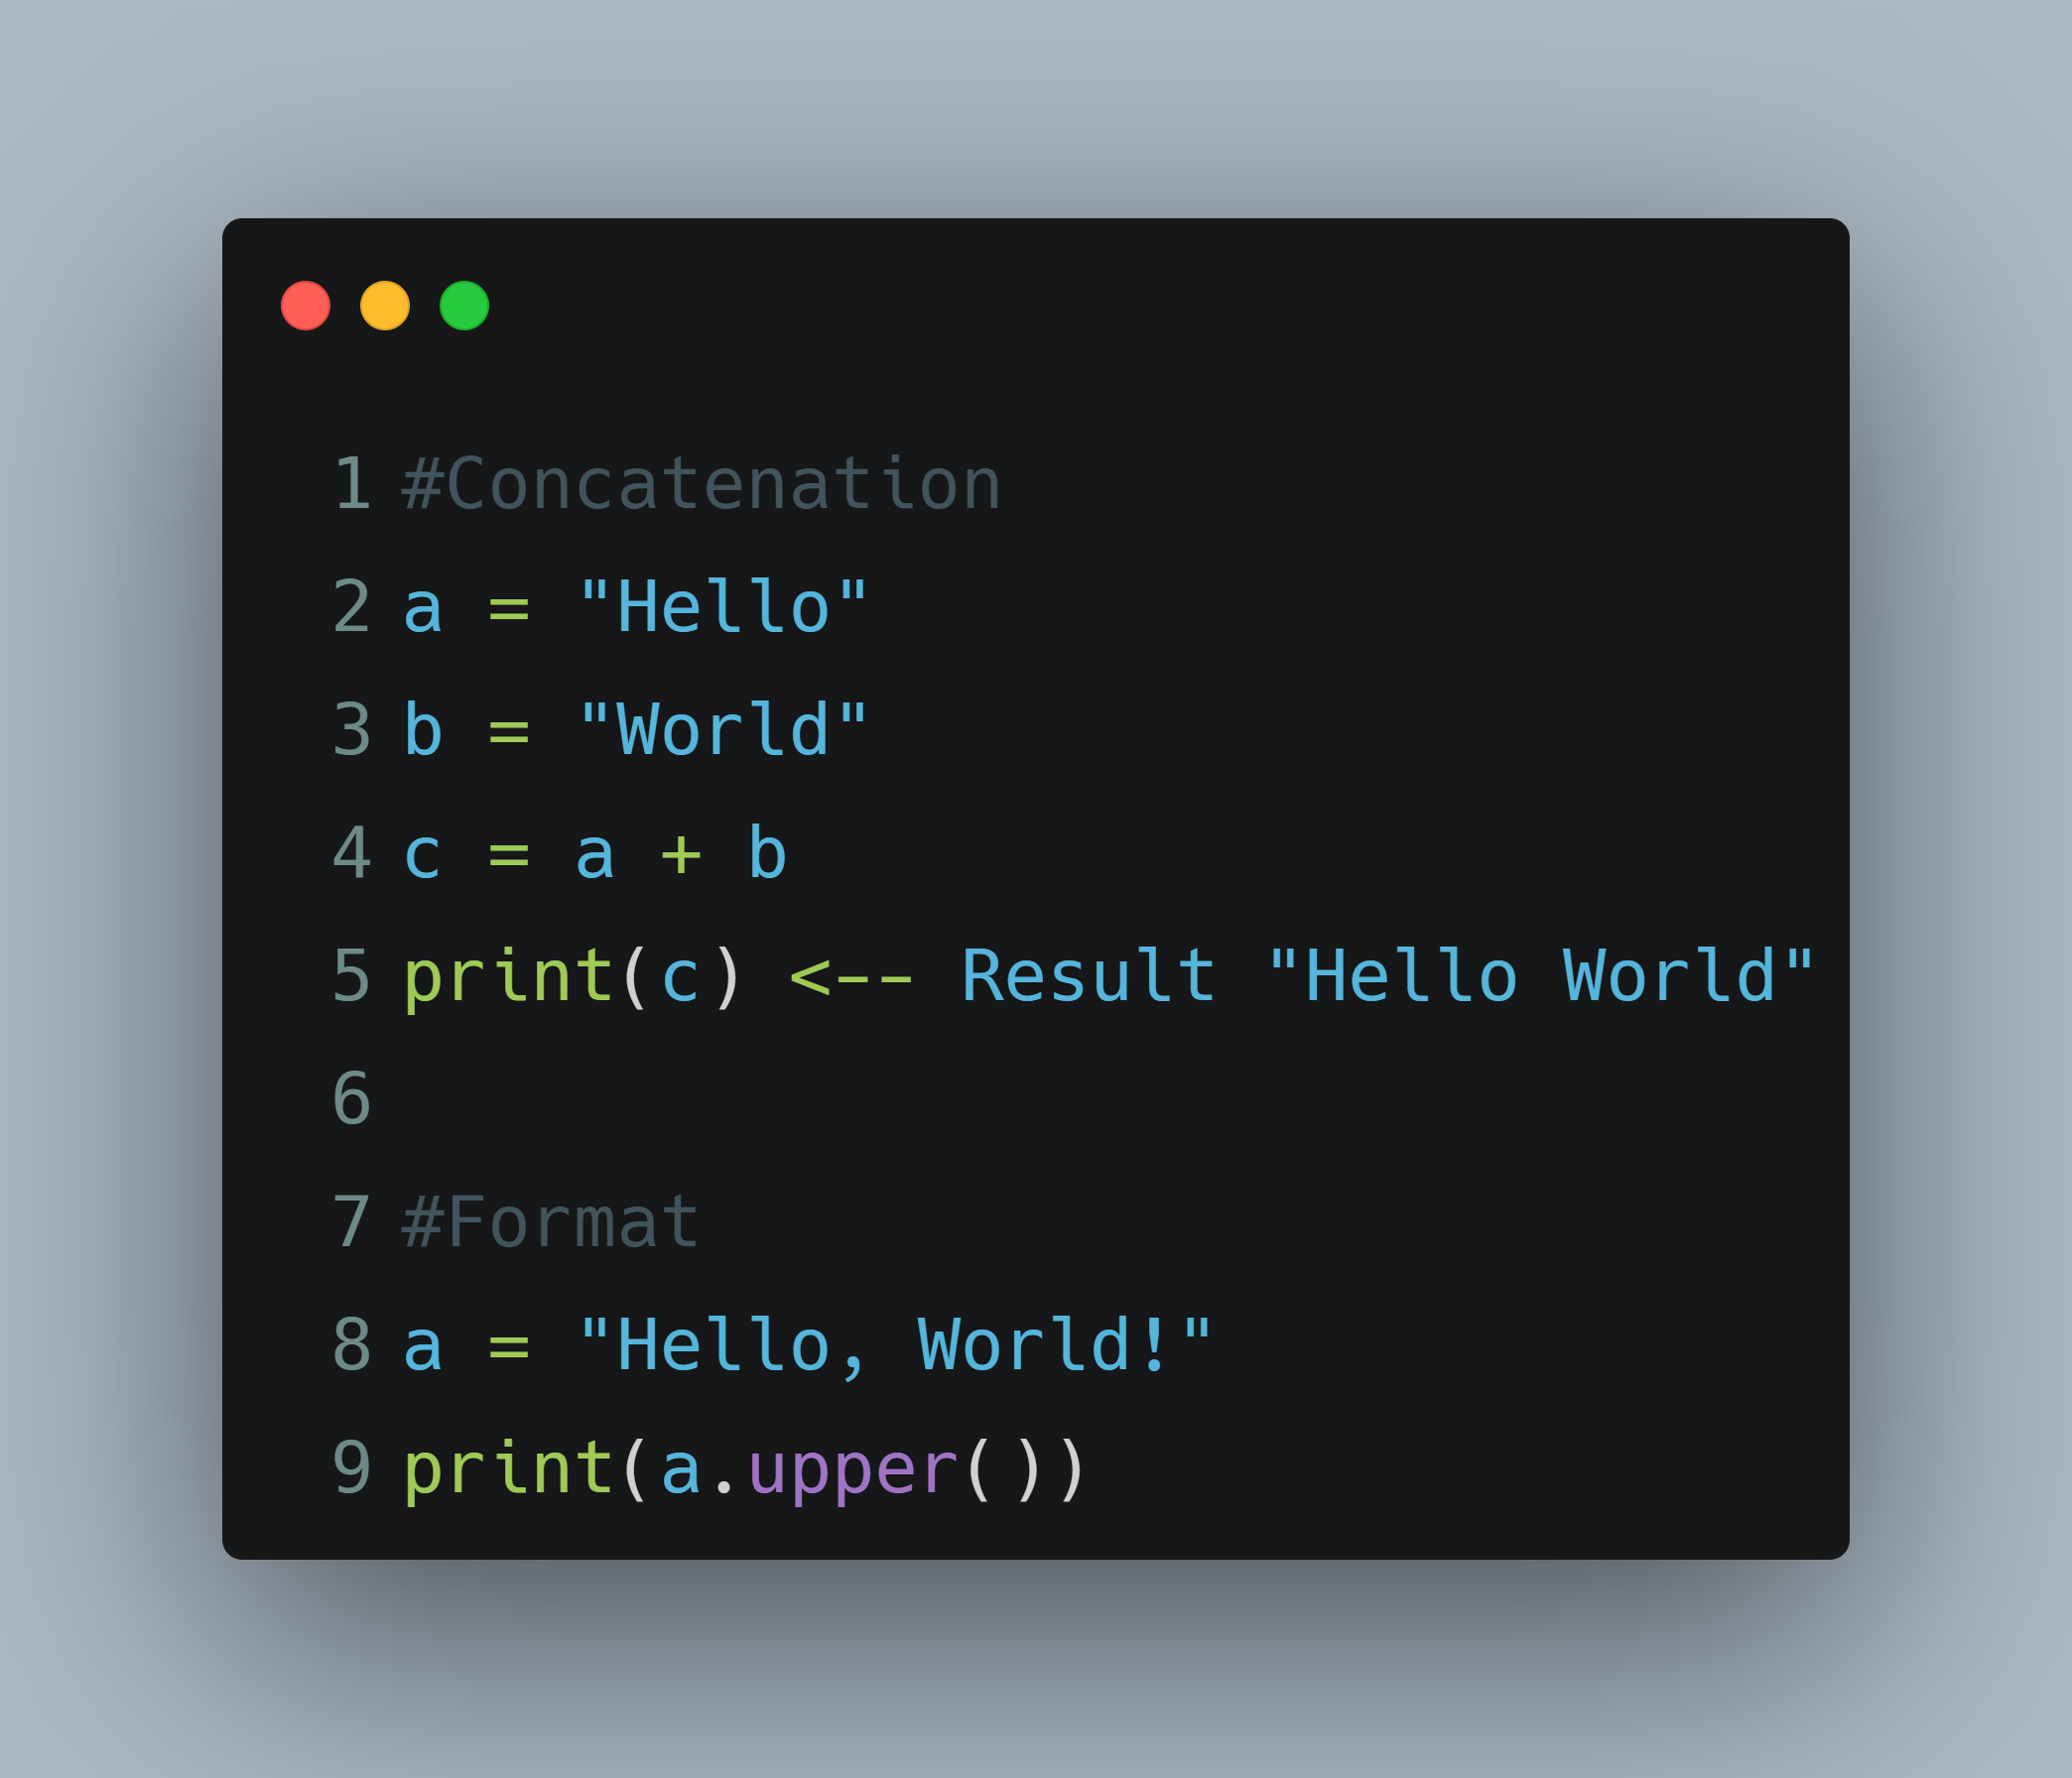 1 #Concatenation
2 a = "Hello"
3 b = "World"
4 c = a + b
5 print(c) <-- Result "Hello World"
6
7 #Format
8 a = "Hello, World!"
9 print(a.upper())